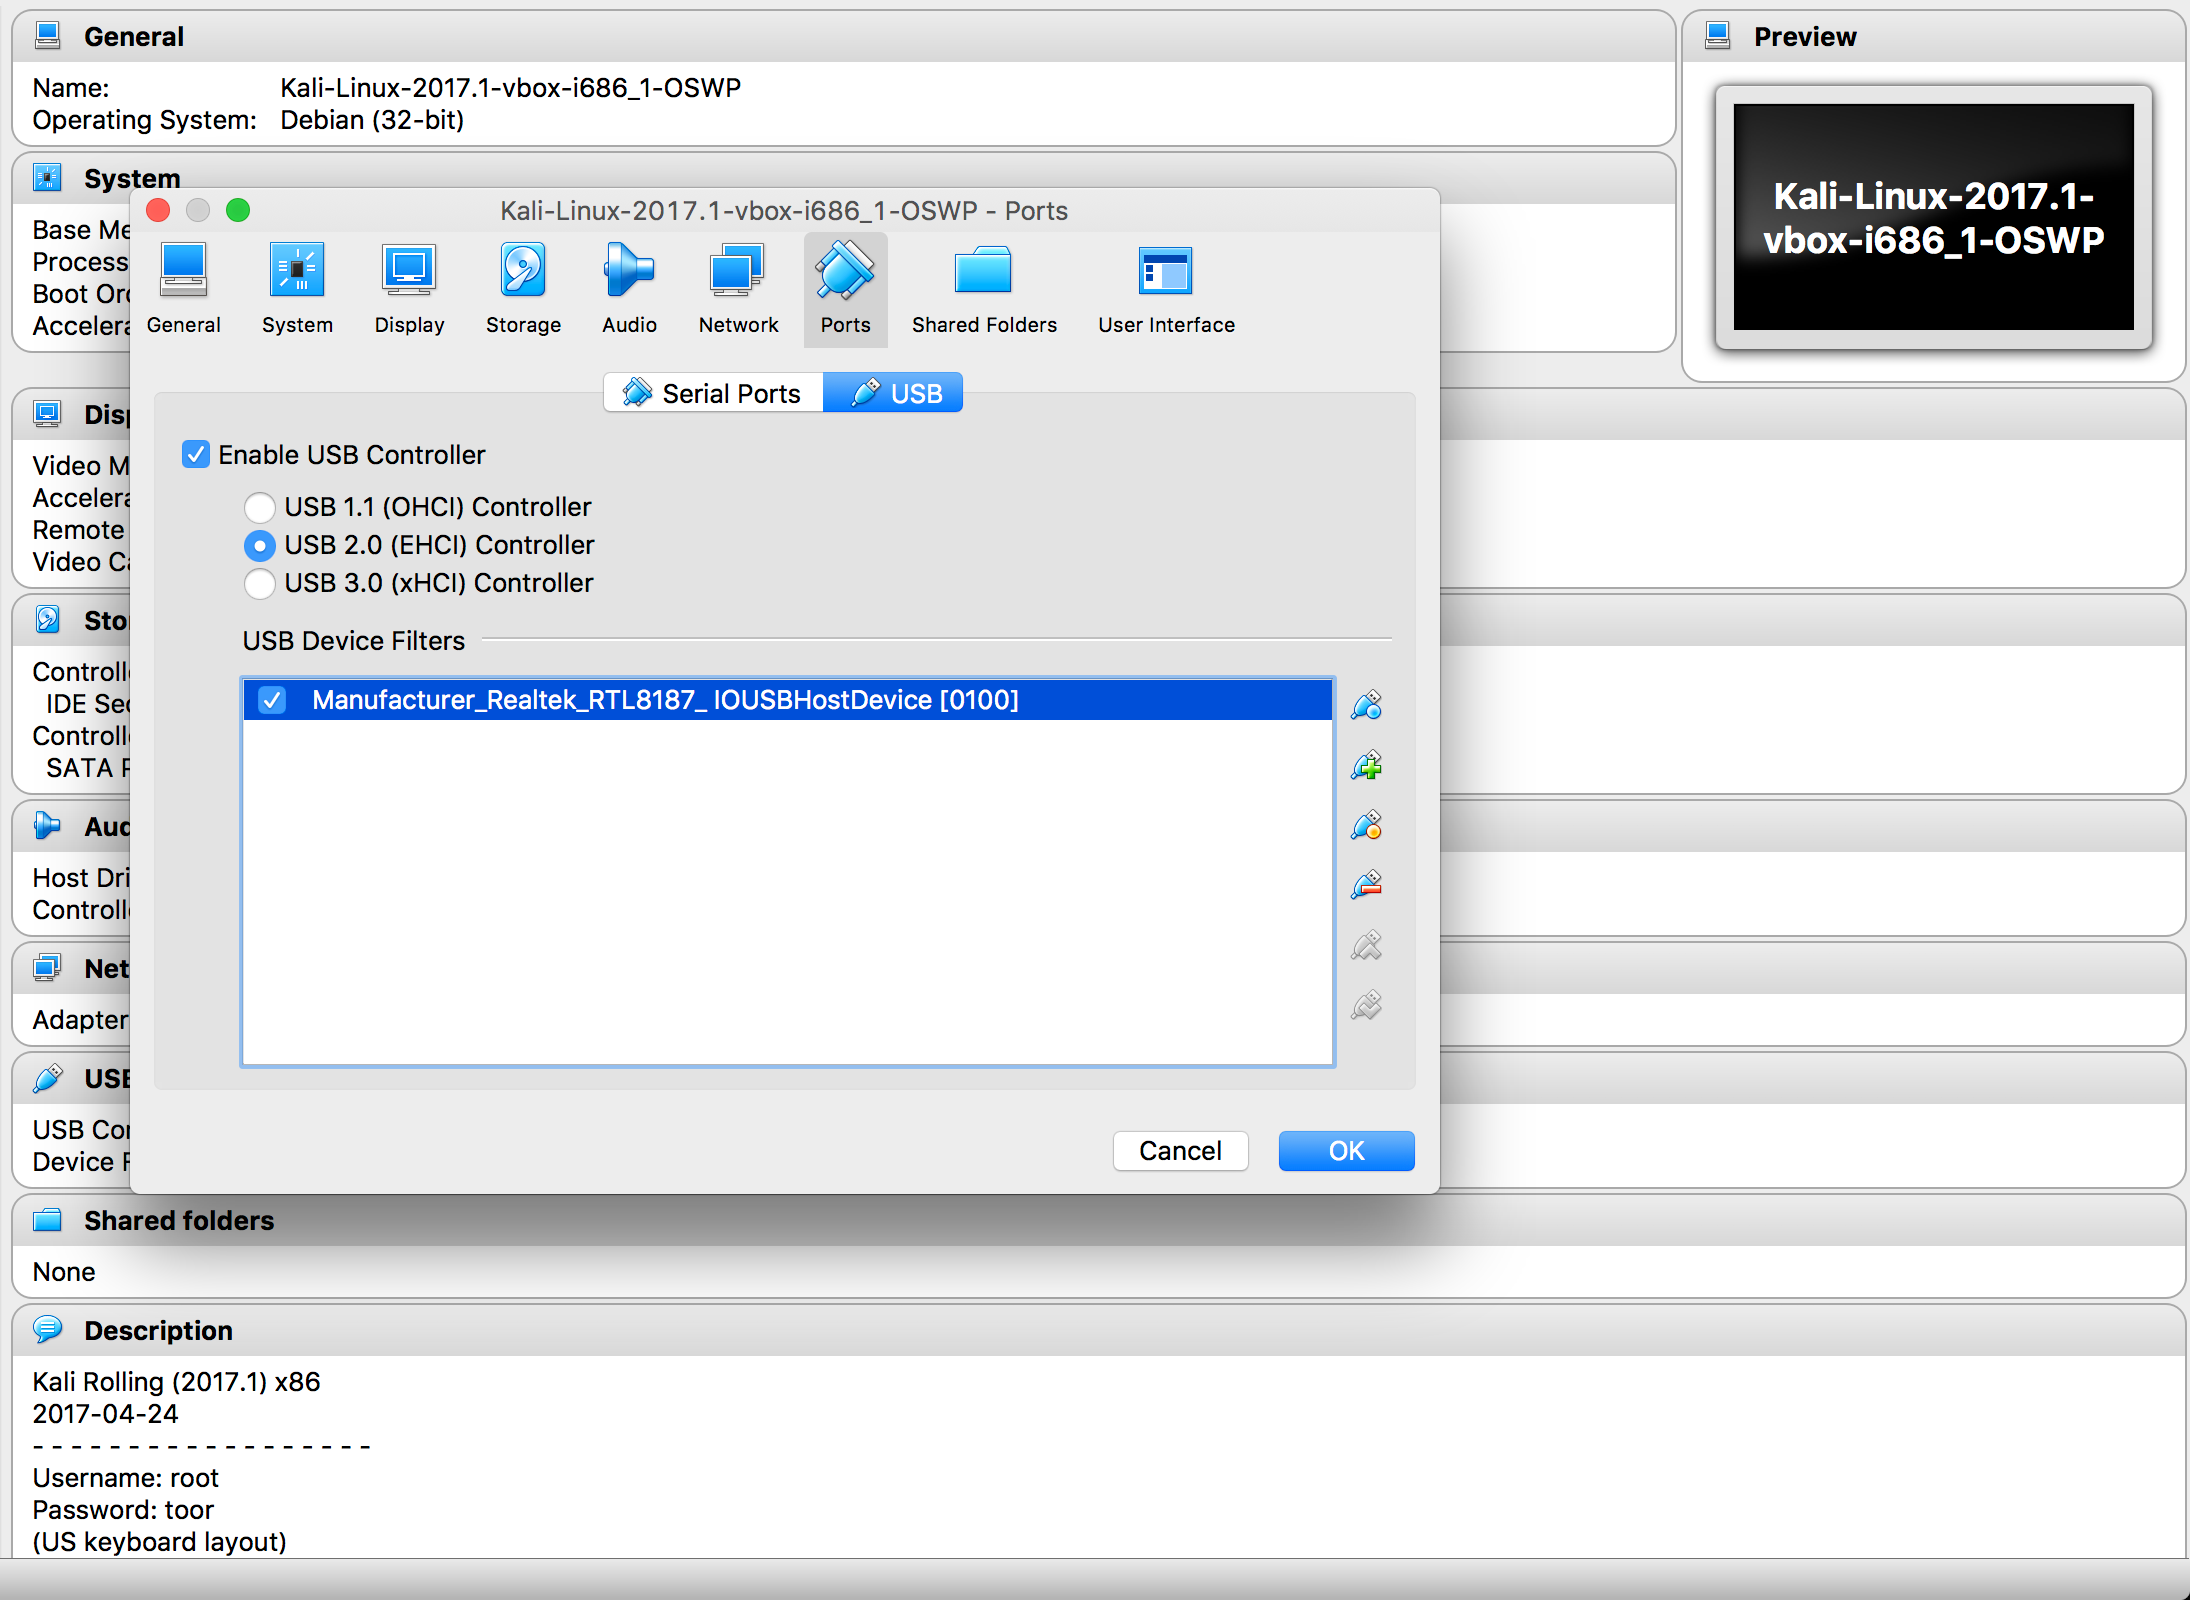 General
Name: Kali-Linux-2017.1-vbox-i686_1-OSWP
Operating System: Debian (32-bit)
Preview
Kali-Linux-2017.1-
vbox-i686_1-OSWP
System
Base Me
Process
Boot Or
Accelera
Kali-Linux-2017.1-vbox-i686_1-OSWP - Ports
General System Display Storage Audio Network Ports Shared Folders User Interface
Serial Ports USB
Enable USB Controller
USB 1.1 (OHCI) Controller
USB 2.0 (EHCI) Controller
USB 3.0 (xHCI) Controller
USB Device Filters
Manufacturer_Realtek_RTL8187_ IOUSBHostDevice [0100]
Cancel OK
Disp
Video M
Accelera
Remote
Video Ca
Sto
Controll
IDE Sec
Controll
SATA P
Aud
Host Dri
Controll
Net
Adapter
USB
USB Con
Device F
Shared folders
None
Description
Kali Rolling (2017.1) x86
2017-04-24
- - - - - - - - - - - - - - - - - -
Username: root
Password: toor
(US keyboard layout)